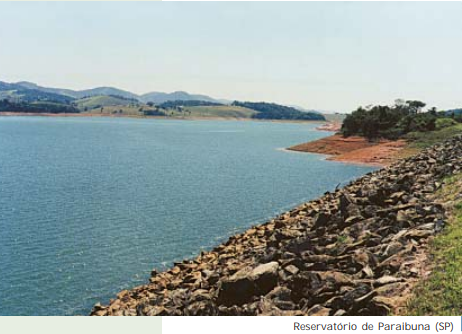 Reservatório de Paraibuna (SP)